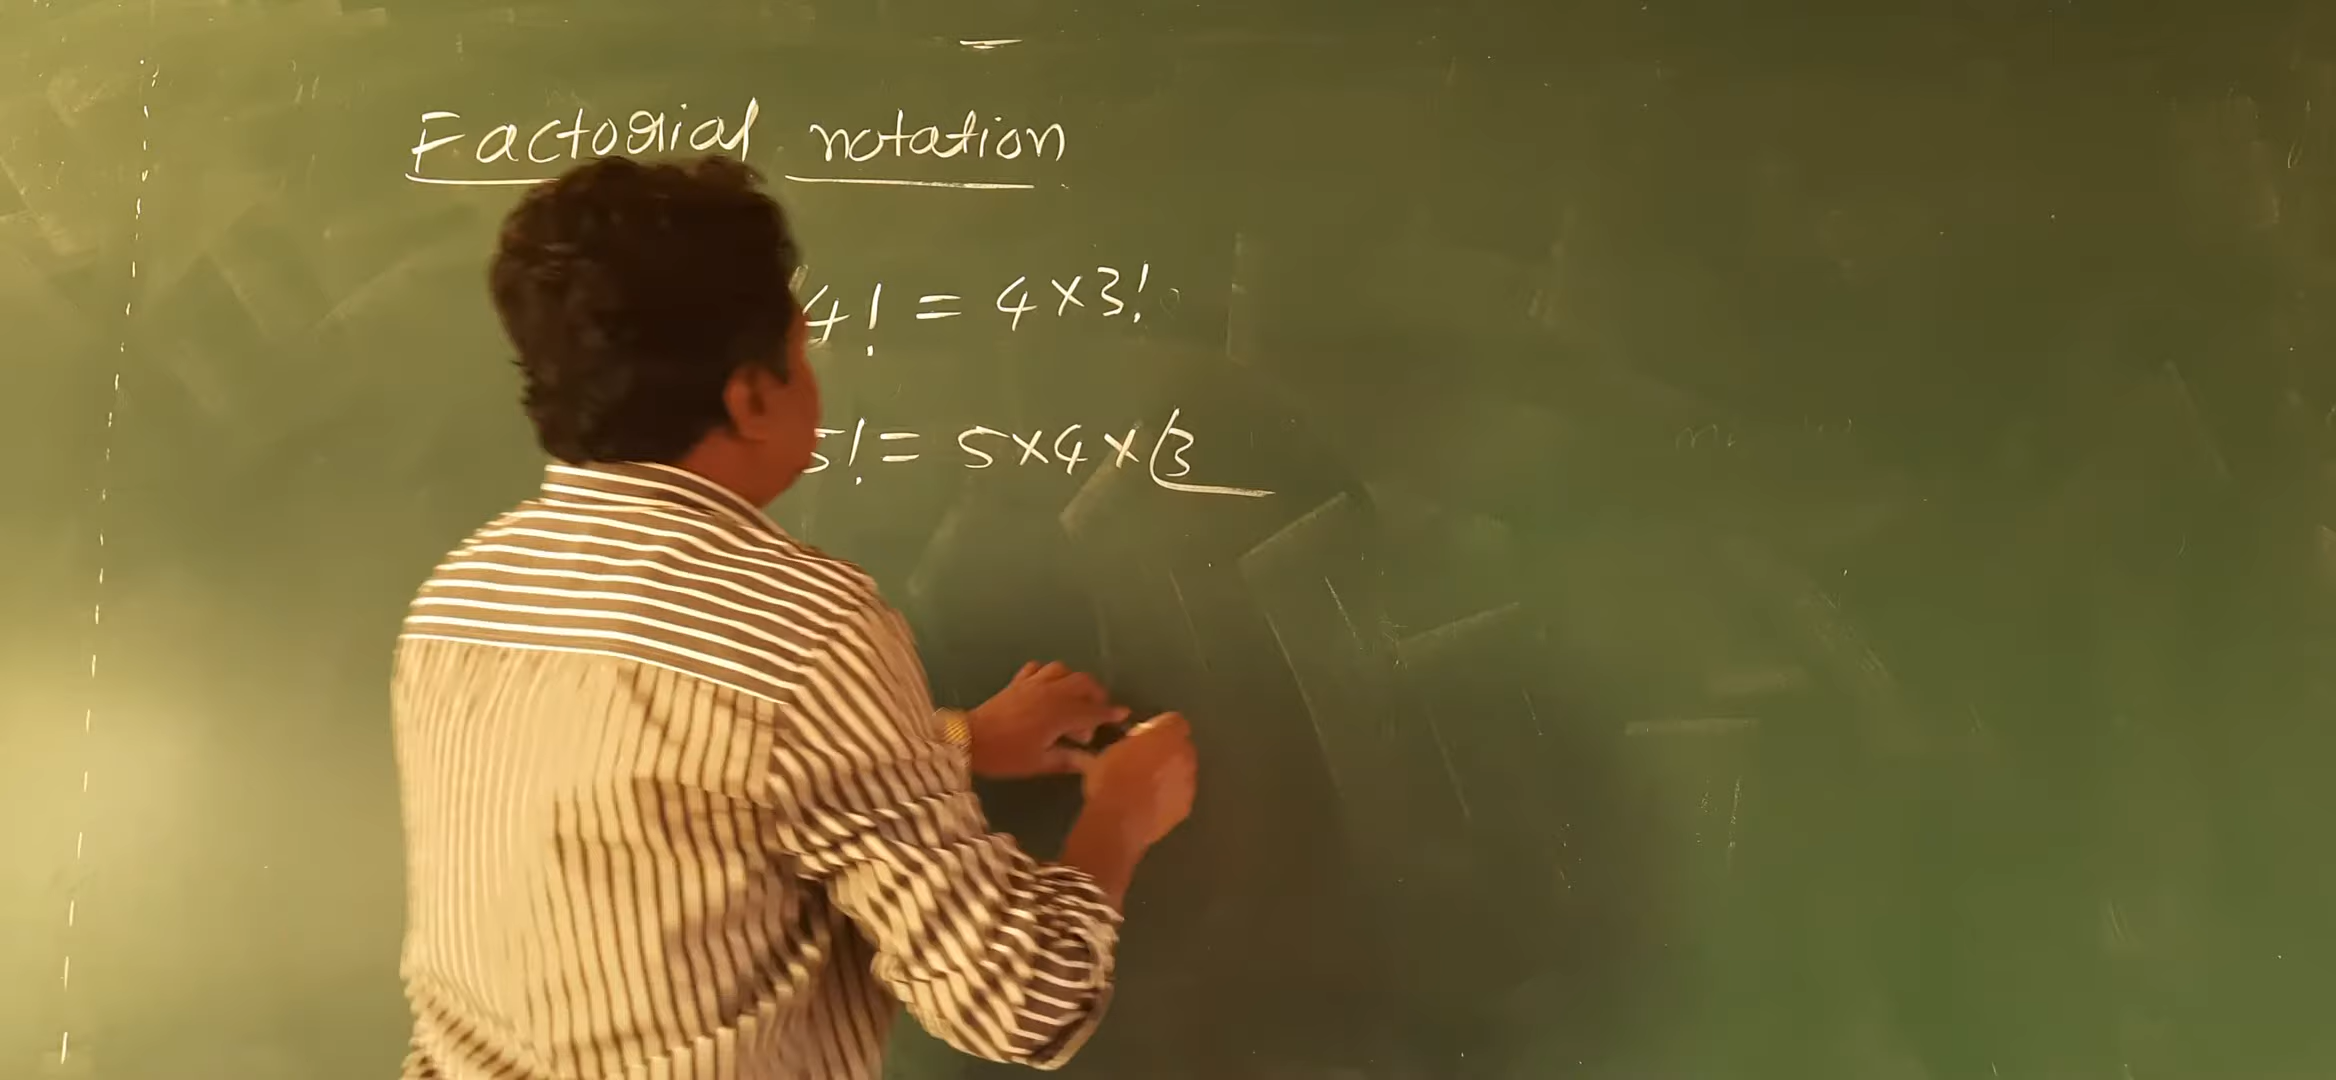 Factorial notation
4! = 4×3!
5! = 5×4×⌊3